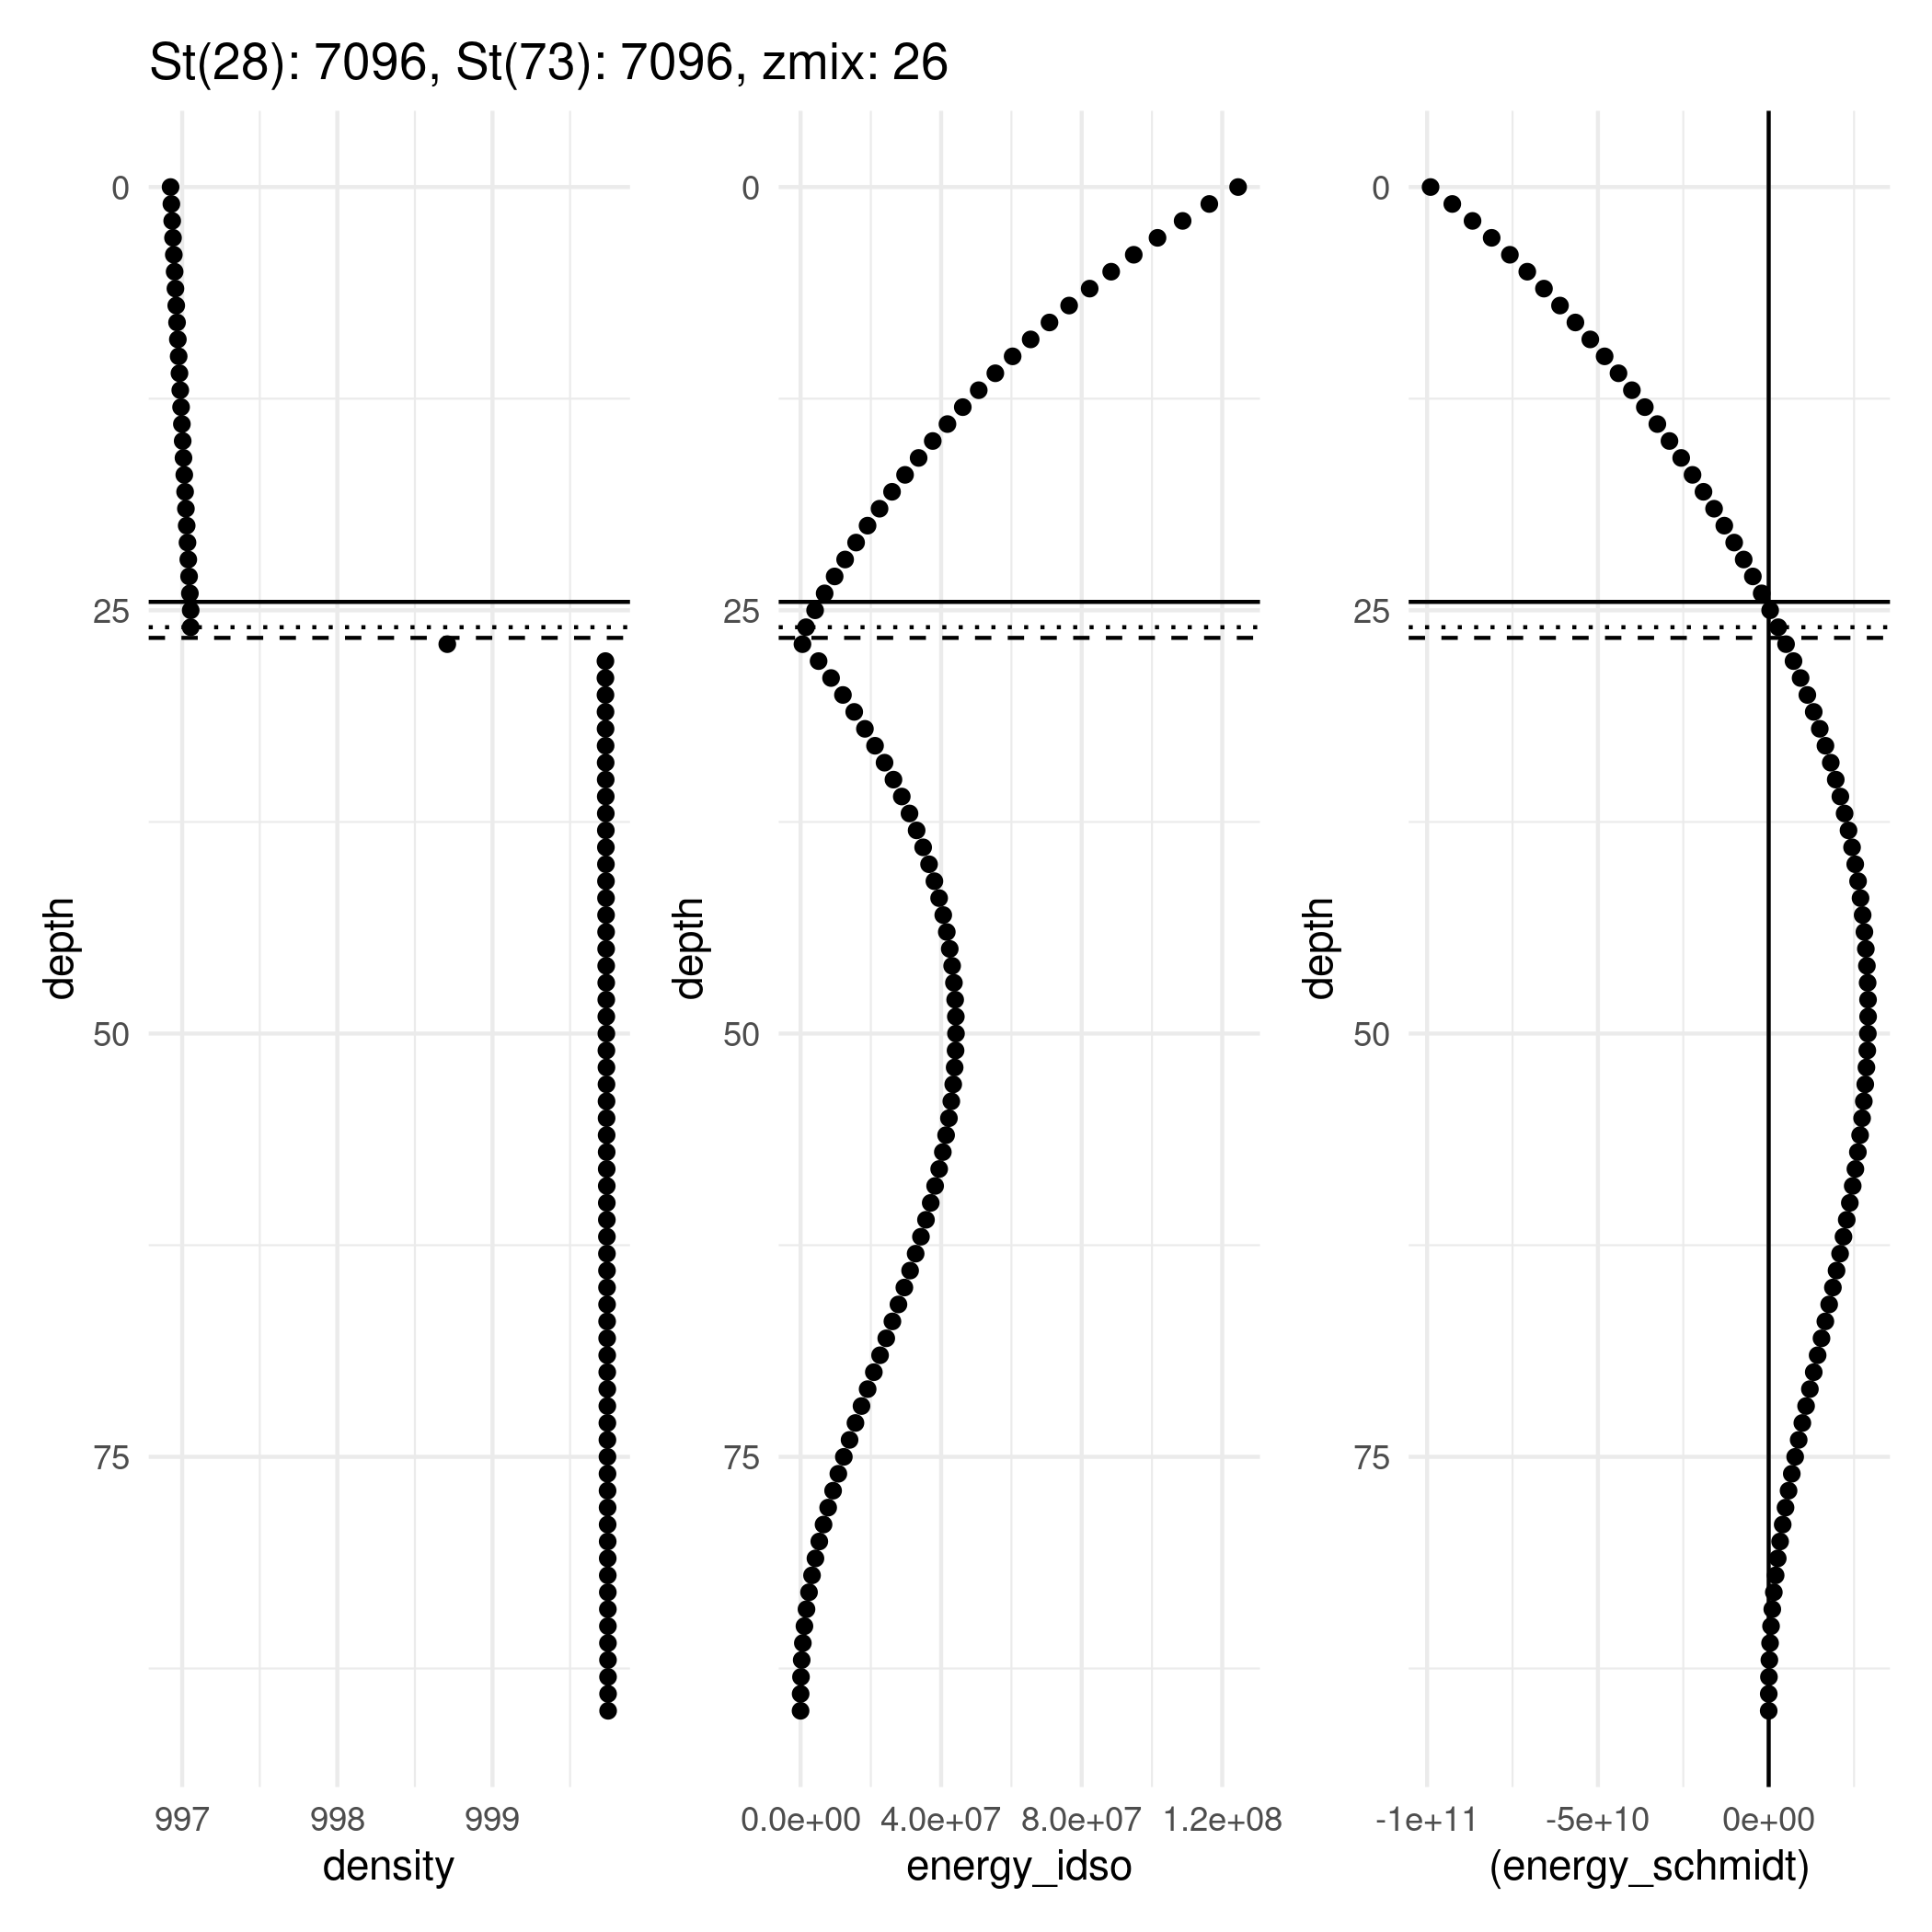 St(28): 7096, St(73): 7096, zmix: 26
0
25
50
75
depth
997 998 999
density
0
25
50
75
depth
0.0e+00 4.0e+07 8.0e+07 1.2e+08
energy_idso
0
25
50
75
depth
-1e+11 -5e+10 0e+00
(energy_schmidt)